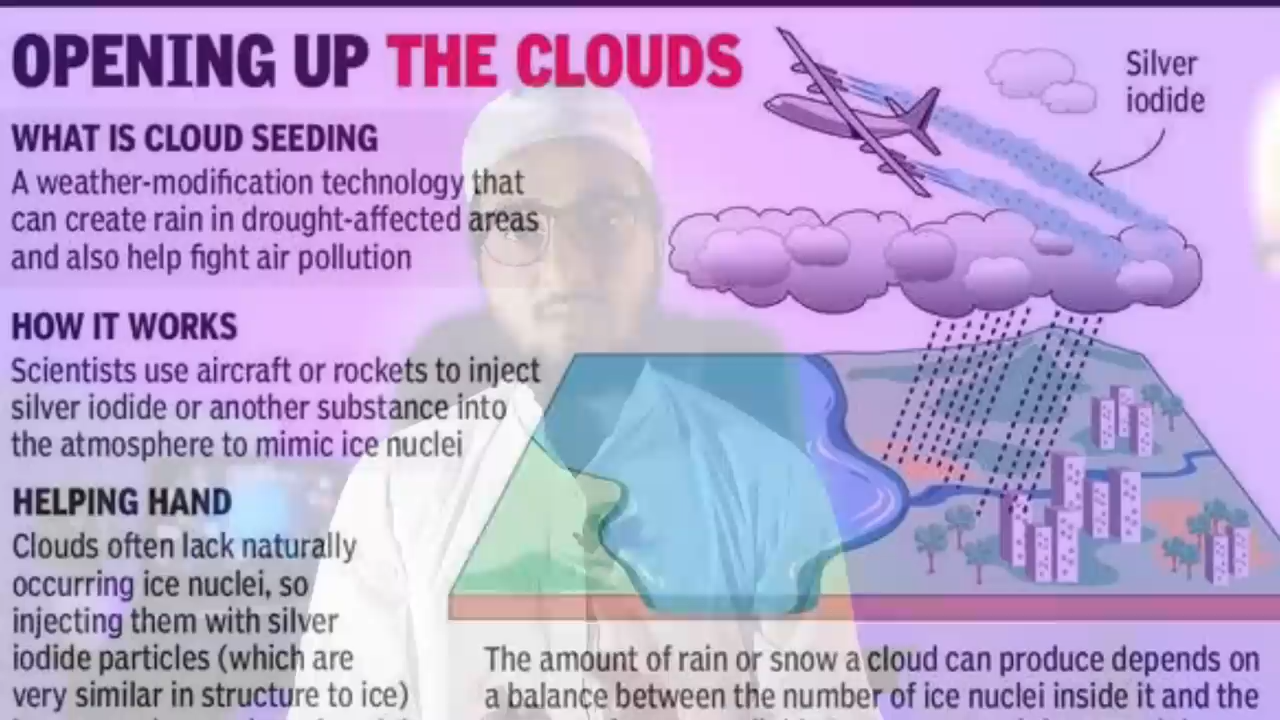 OPENING UP THE CLOUDS
Silver
iodide
WHAT IS CLOUD SEEDING
A weather-modification technology that
can create rain in drought-affected areas
and also help fight air pollution
HOW IT WORKS
Scientists use aircraft or rockets to inject
silver iodide or another substance into
the atmosphere to mimic ice nuclei
HELPING HAND
Clouds often lack naturally
occurring ice nuclei, so
injecting them with silver
iodide particles (which are
very similar in structure to ice)
The amount of rain or snow a cloud can produce depends on
a balance between the number of ice nuclei inside it and the